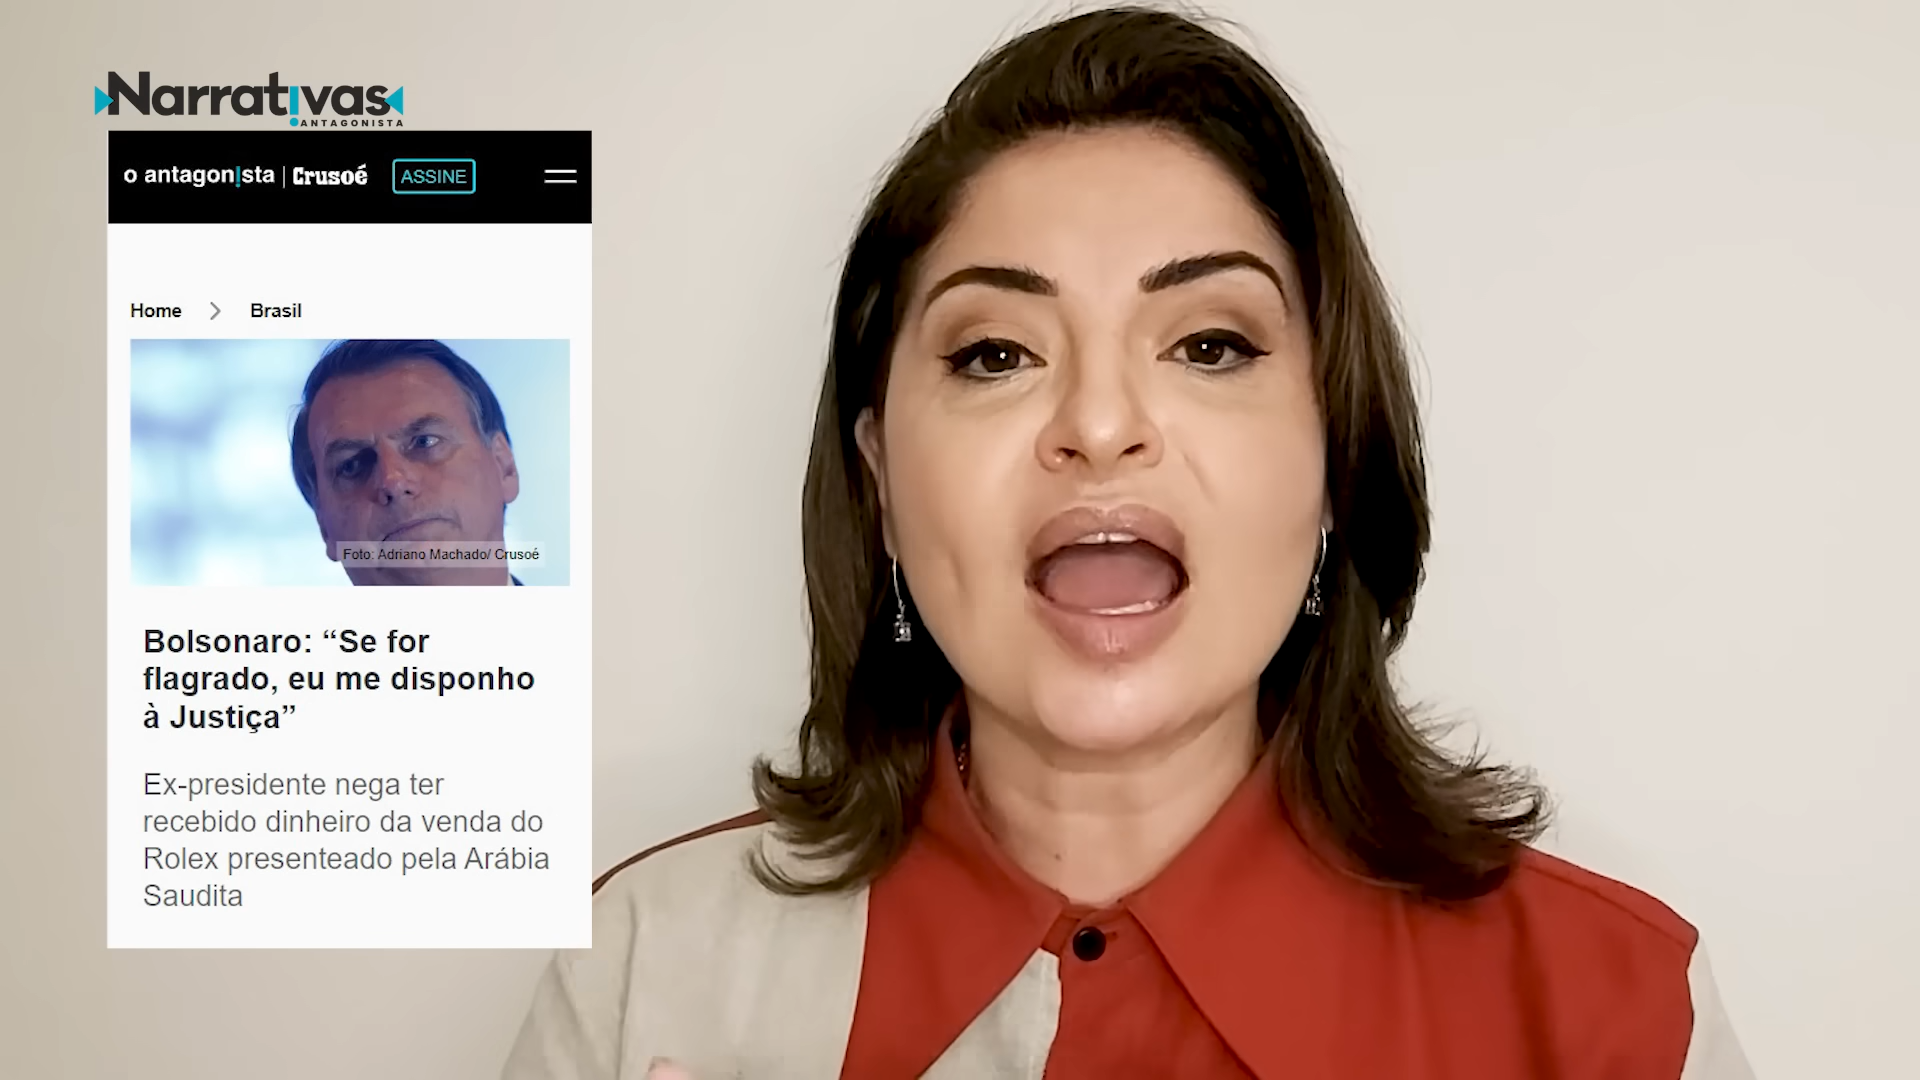 Narrativas
ANTAGONISTA
o antagonista | Crusoé ASSINE
Home > Brasil
Foto: Adriano Machado/ Crusoé
Bolsonaro: “Se for
flagrado, eu me disponho
à Justiça”
Ex-presidente nega ter
recebido dinheiro da venda do
Rolex presenteado pela Arábia
Saudita